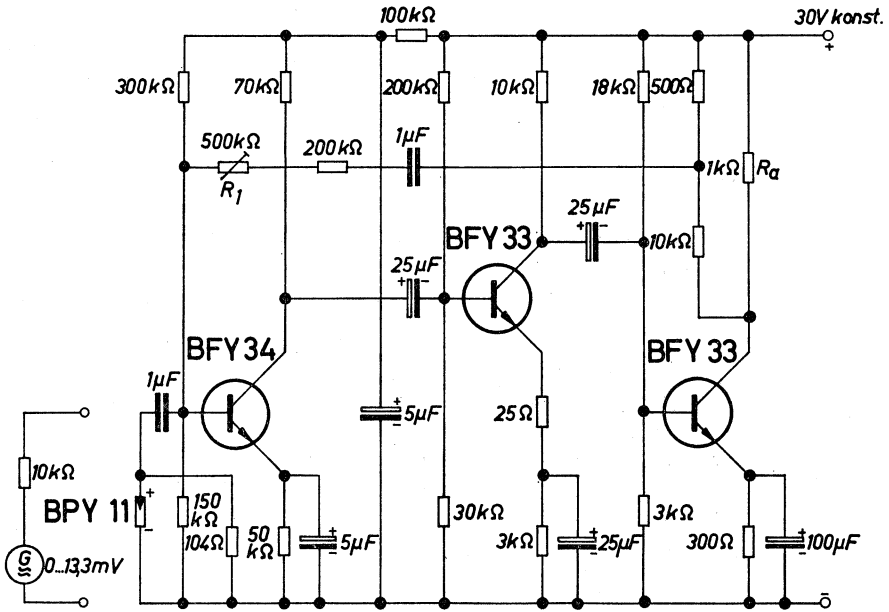 100kΩ
30V konst.
+
300kΩ
70kΩ
200kΩ
10kΩ
18kΩ
500Ω
500kΩ
R1
200kΩ
1µF
1kΩ
Ra
25µF
+ -
10kΩ
BFY 33
25µF
+ -
BFY 34
BFY 33
1µF
+
5µF
-
25Ω
10kΩ
BPY 11
+
-
150
kΩ
104Ω
50
kΩ
+
5µF
-
30kΩ
3kΩ
+
25µF
-
3kΩ
300Ω
+
100µF
-
G
0...13,3mV
-